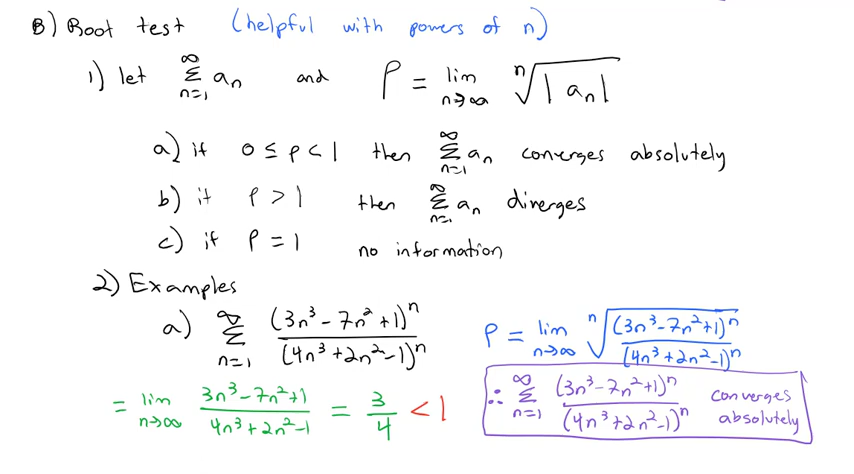 B) Root test (helpful with powers of n)
1) let ∑_{n=1}^{∞} a_n and ρ = lim_{n→∞} ⁿ√|a_n|
a) if 0 ≤ ρ < 1 then ∑_{n=1}^{∞} a_n converges absolutely
b) if ρ > 1 then ∑_{n=1}^{∞} a_n diverges
c) if ρ = 1 no information
2) Examples
a) ∑_{n=1}^{∞} (3n³ - 7n² + 1)ⁿ / (4n³ + 2n² - 1)ⁿ ρ = lim_{n→∞} ⁿ√((3n³ - 7n² + 1)ⁿ / (4n³ + 2n² - 1)ⁿ)
= lim_{n→∞} (3n³ - 7n² + 1) / (4n³ + 2n² - 1) = 3/4 < 1
∴ ∑_{n=1}^{∞} (3n³ - 7n² + 1)ⁿ / (4n³ + 2n² - 1)ⁿ converges absolutely